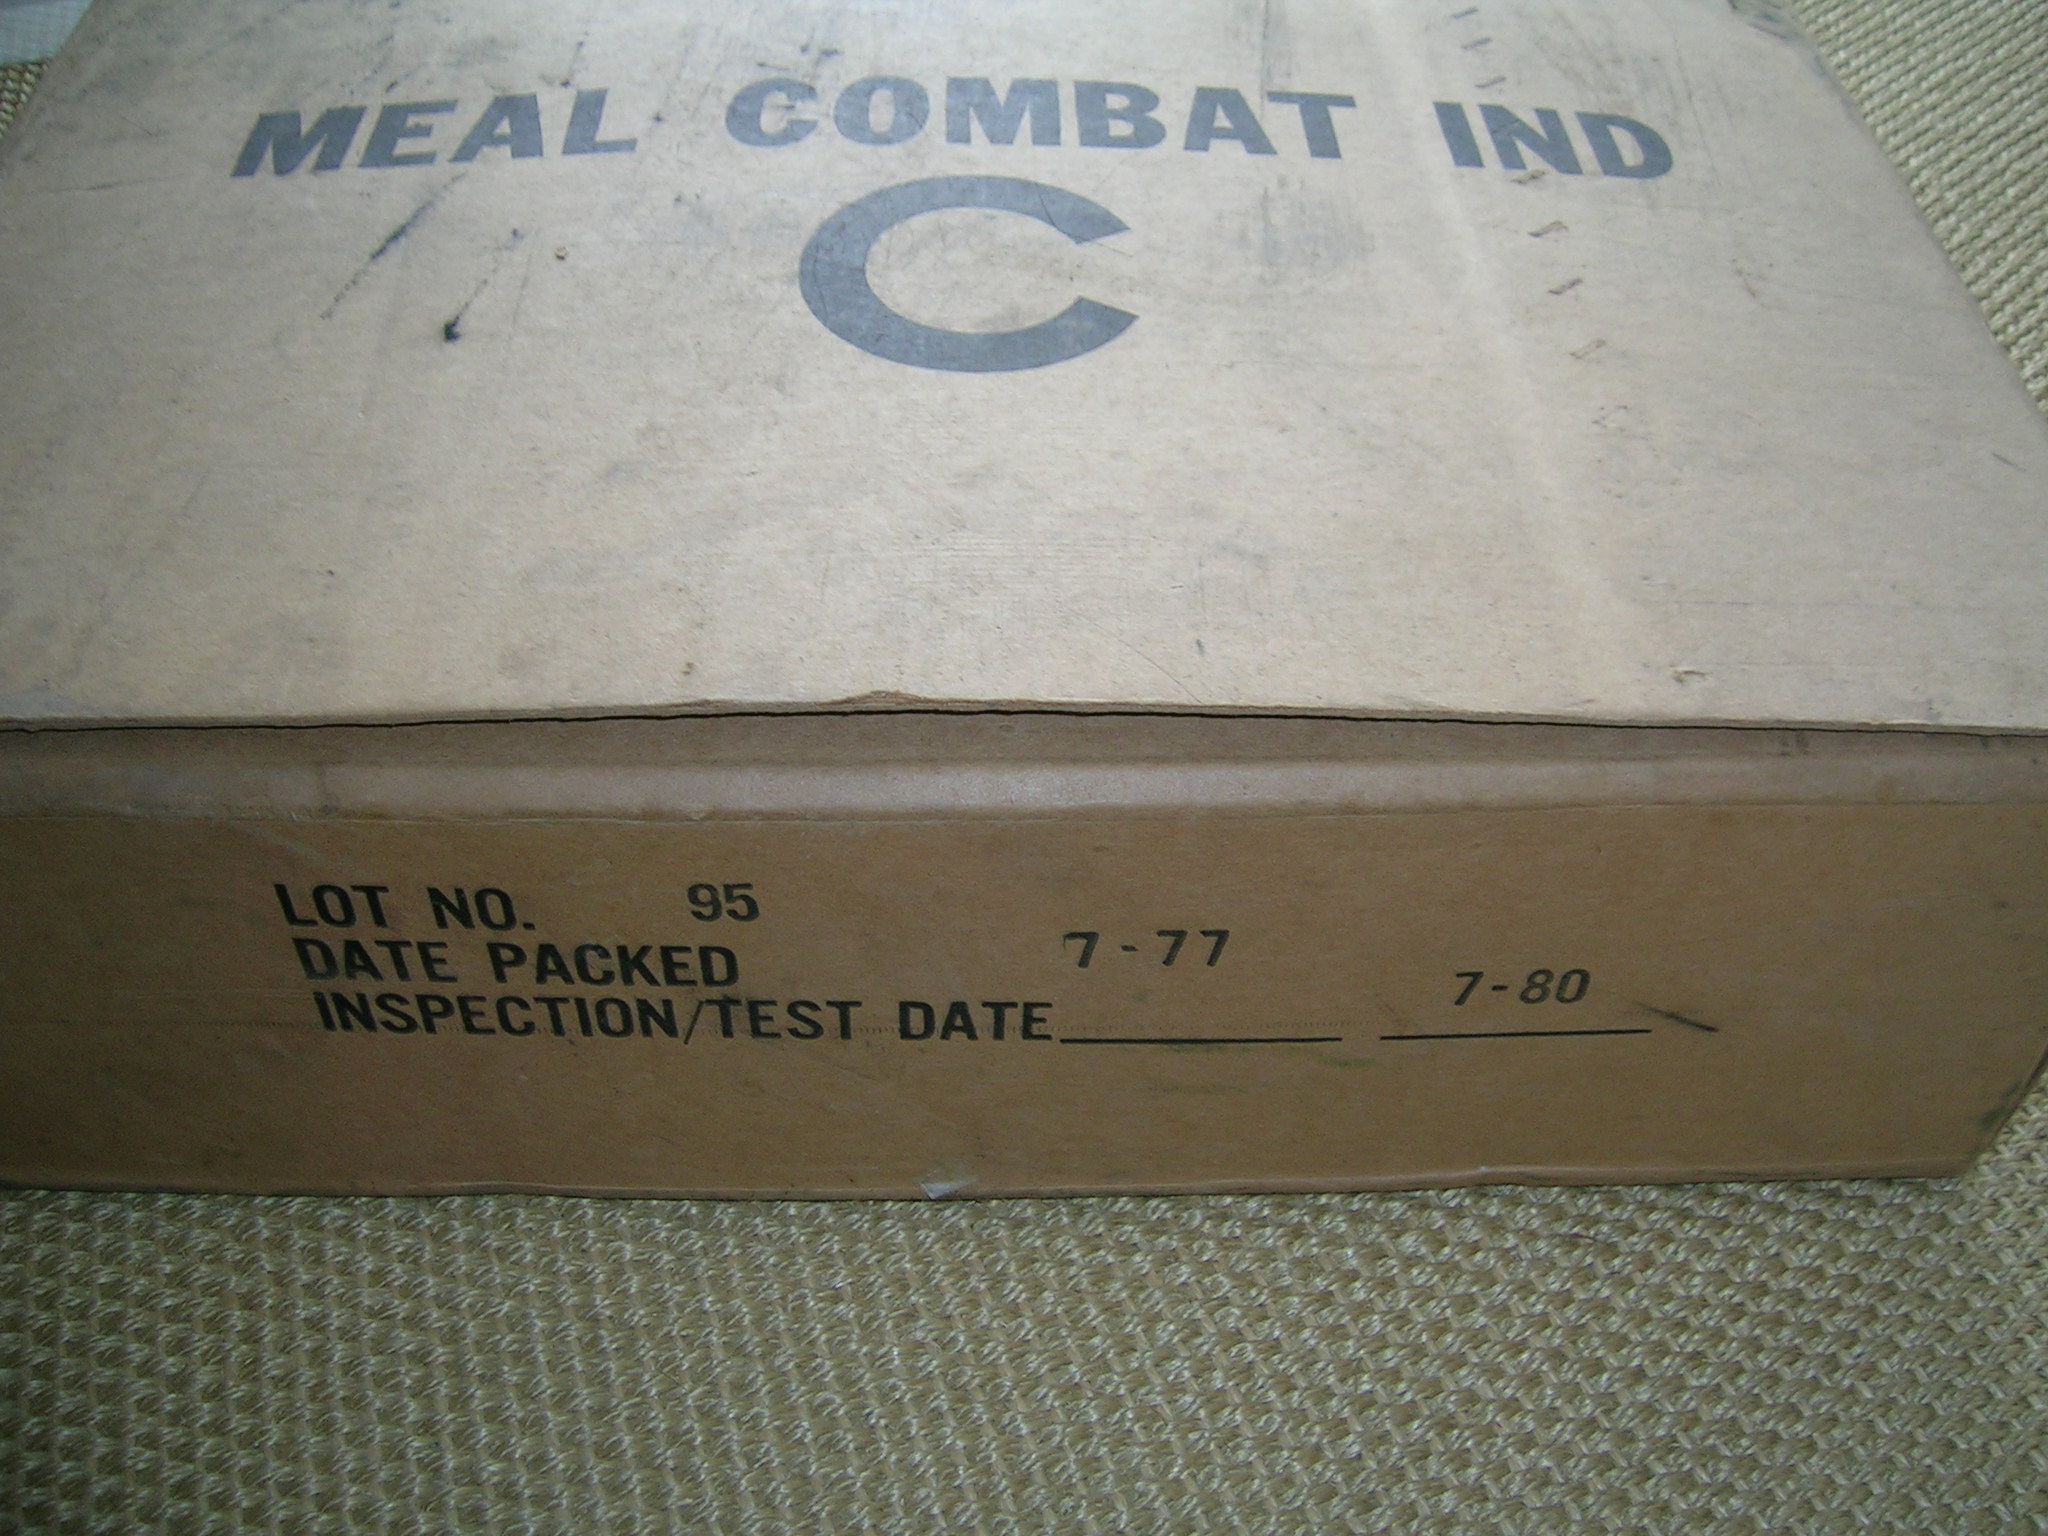 MEAL COMBAT IND
C
LOT NO. 95
DATE PACKED 7-77
INSPECTION/TEST DATE 7-80